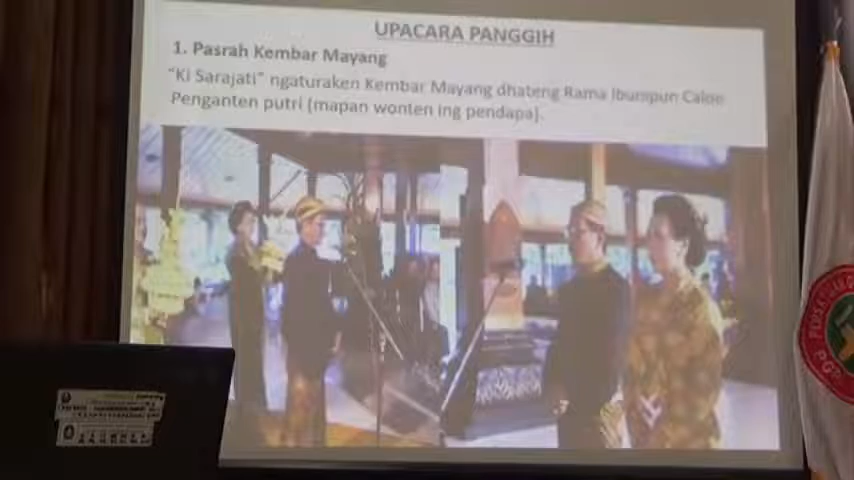 UPACARA PANGGIH
1. Pasrah Kembar Mayang
"Ki Sarajati" ngaturaken Kembar Mayang dhateng Rama Ibunipun Calon
Penganten putri (mapan wonten ing pendapa).